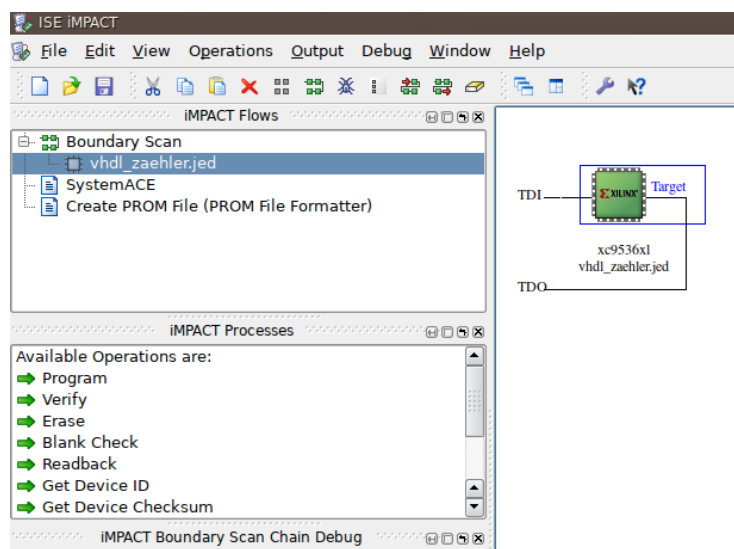 ISE iMPACT
File Edit View Operations Output Debug Window Help
iMPACT Flows
Boundary Scan
vhdl_zaehler.jed
SystemACE
Create PROM File (PROM File Formatter)
iMPACT Processes
Available Operations are:
Program
Verify
Erase
Blank Check
Readback
Get Device ID
Get Device Checksum
iMPACT Boundary Scan Chain Debug
TDI
XILINX
Target
xc9536xl
vhdl_zaehler.jed
TDO